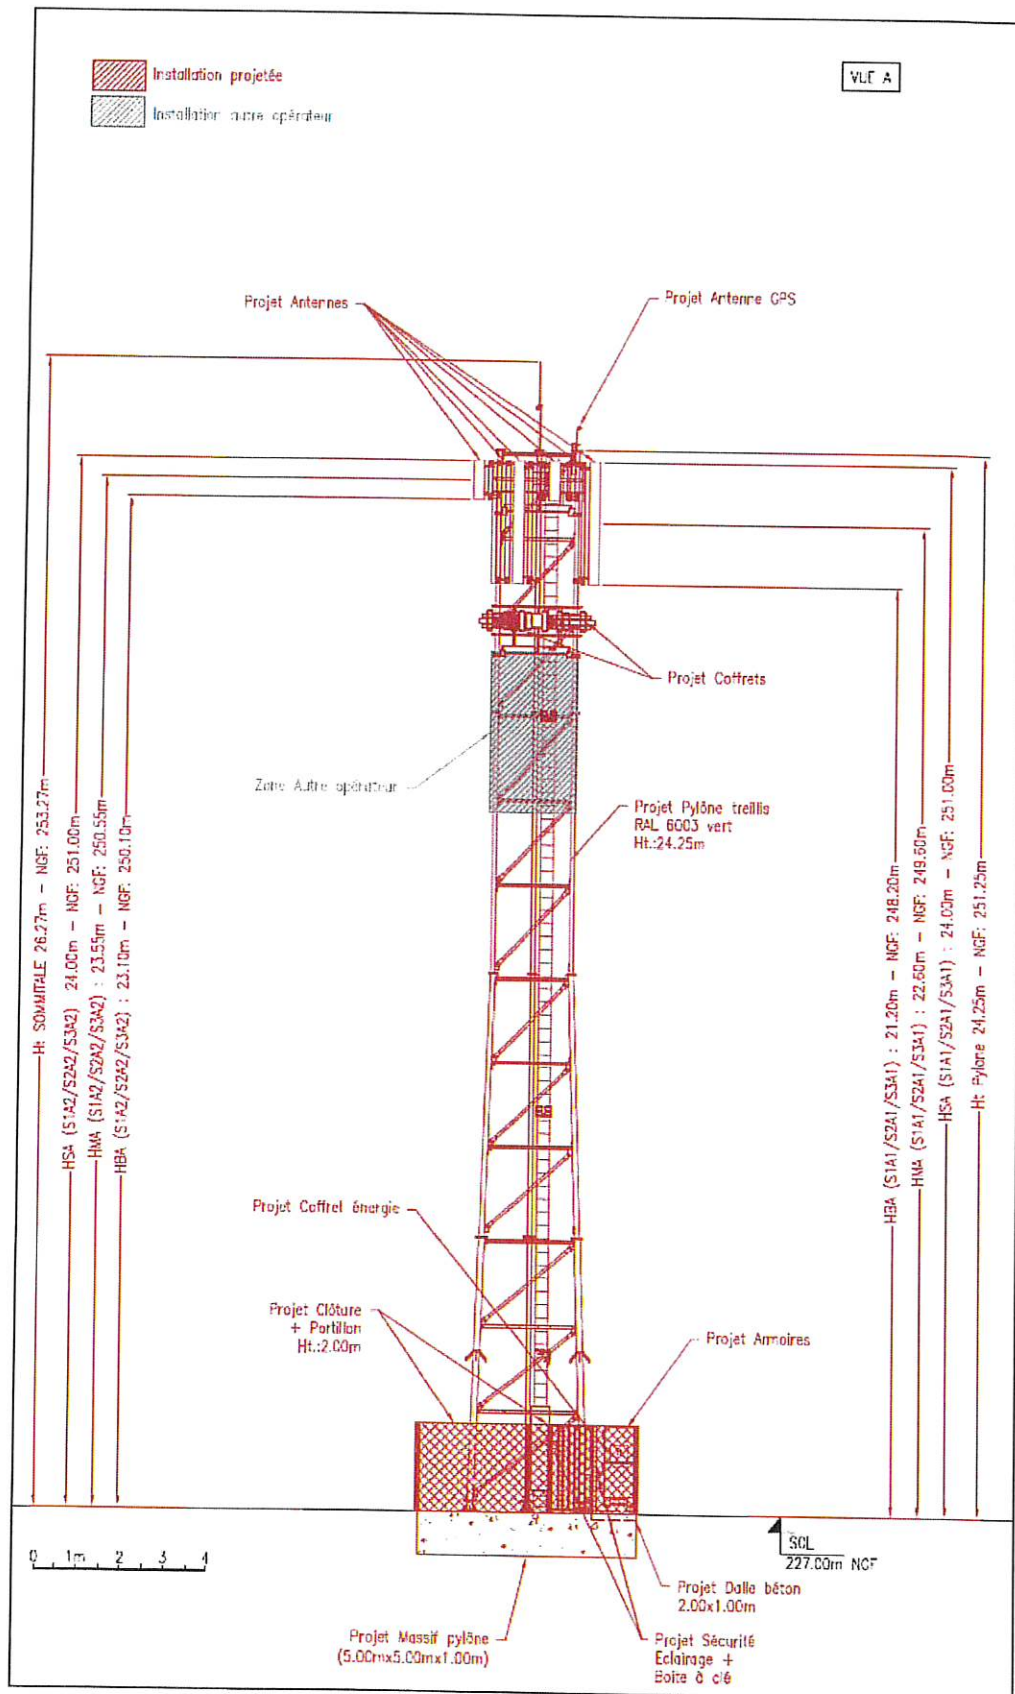 Installation projetée
VUE A
Installation autre opérateur
Projet Antennes
Projet Antenne GPS
Projet Coffrets
Zone Autre opérateur
Projet Pylône treillis
RAL 6003 vert
Ht.:24.25m
Ht SOMMITALE 26.27m - NGF: 253.27m
HSA (S1A2/S2A2/S3A2) 24.00m - NGF: 251.00m
HMA (S1A2/S2A2/S3A2) : 23.55m - NGF: 250.55m
HBA (S1A2/S2A2/S3A2) : 23.10m - NGF: 250.10m
HBA (S1A1/S2A1/S3A1) : 21.20m - NGF: 248.20m
HMA (S1A1/S2A1/S3A1) : 22.60m - NGF: 249.60m
HSA (S1A1/S2A1/S3A1) : 24.00m - NGF: 251.00m
Ht Pylone 24.25m - NGF: 251.25m
Projet Coffret énergie
Projet Clôture
+ Portillon
Ht.:2.00m
Projet Armoires
0 1m 2 3 4
SOL
227.00m NGF
Projet Dalle béton
2.00x1.00m
Projet Massif pylône
(5.00mx5.00mx1.00m)
Projet Sécurité
Eclairage +
Boite à clé